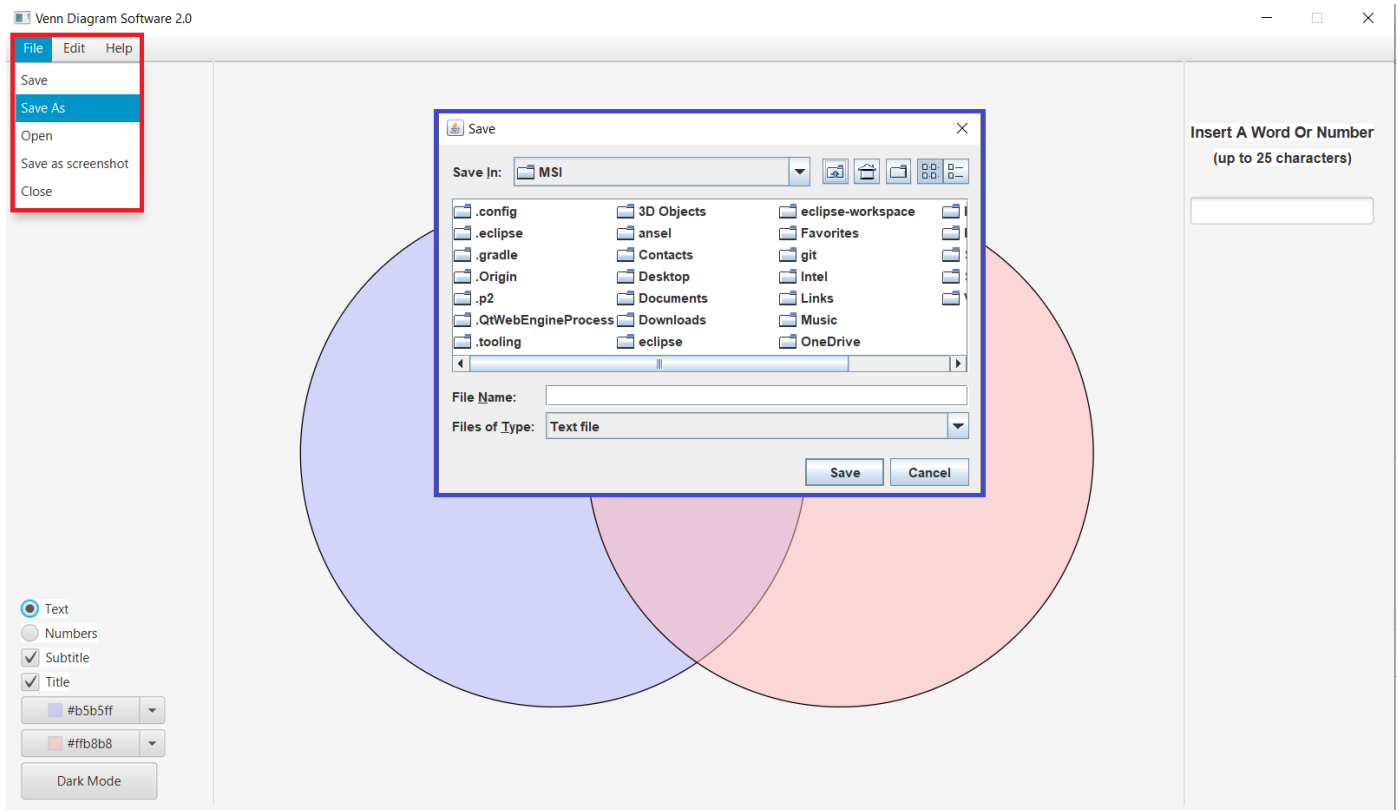 Venn Diagram Software 2.0
File Edit Help
Save
Save As
Open
Save as screenshot
Close
Save
Save In: MSI
.config 3D Objects eclipse-workspace
.eclipse ansel Favorites
.gradle Contacts git
.Origin Desktop Intel
.p2 Documents Links
.QtWebEngineProcess Downloads Music
.tooling eclipse OneDrive
File Name:
Files of Type: Text file
Save Cancel
Insert A Word Or Number
(up to 25 characters)
Text
Numbers
Subtitle
Title
#b5b5ff
#ffb8b8
Dark Mode